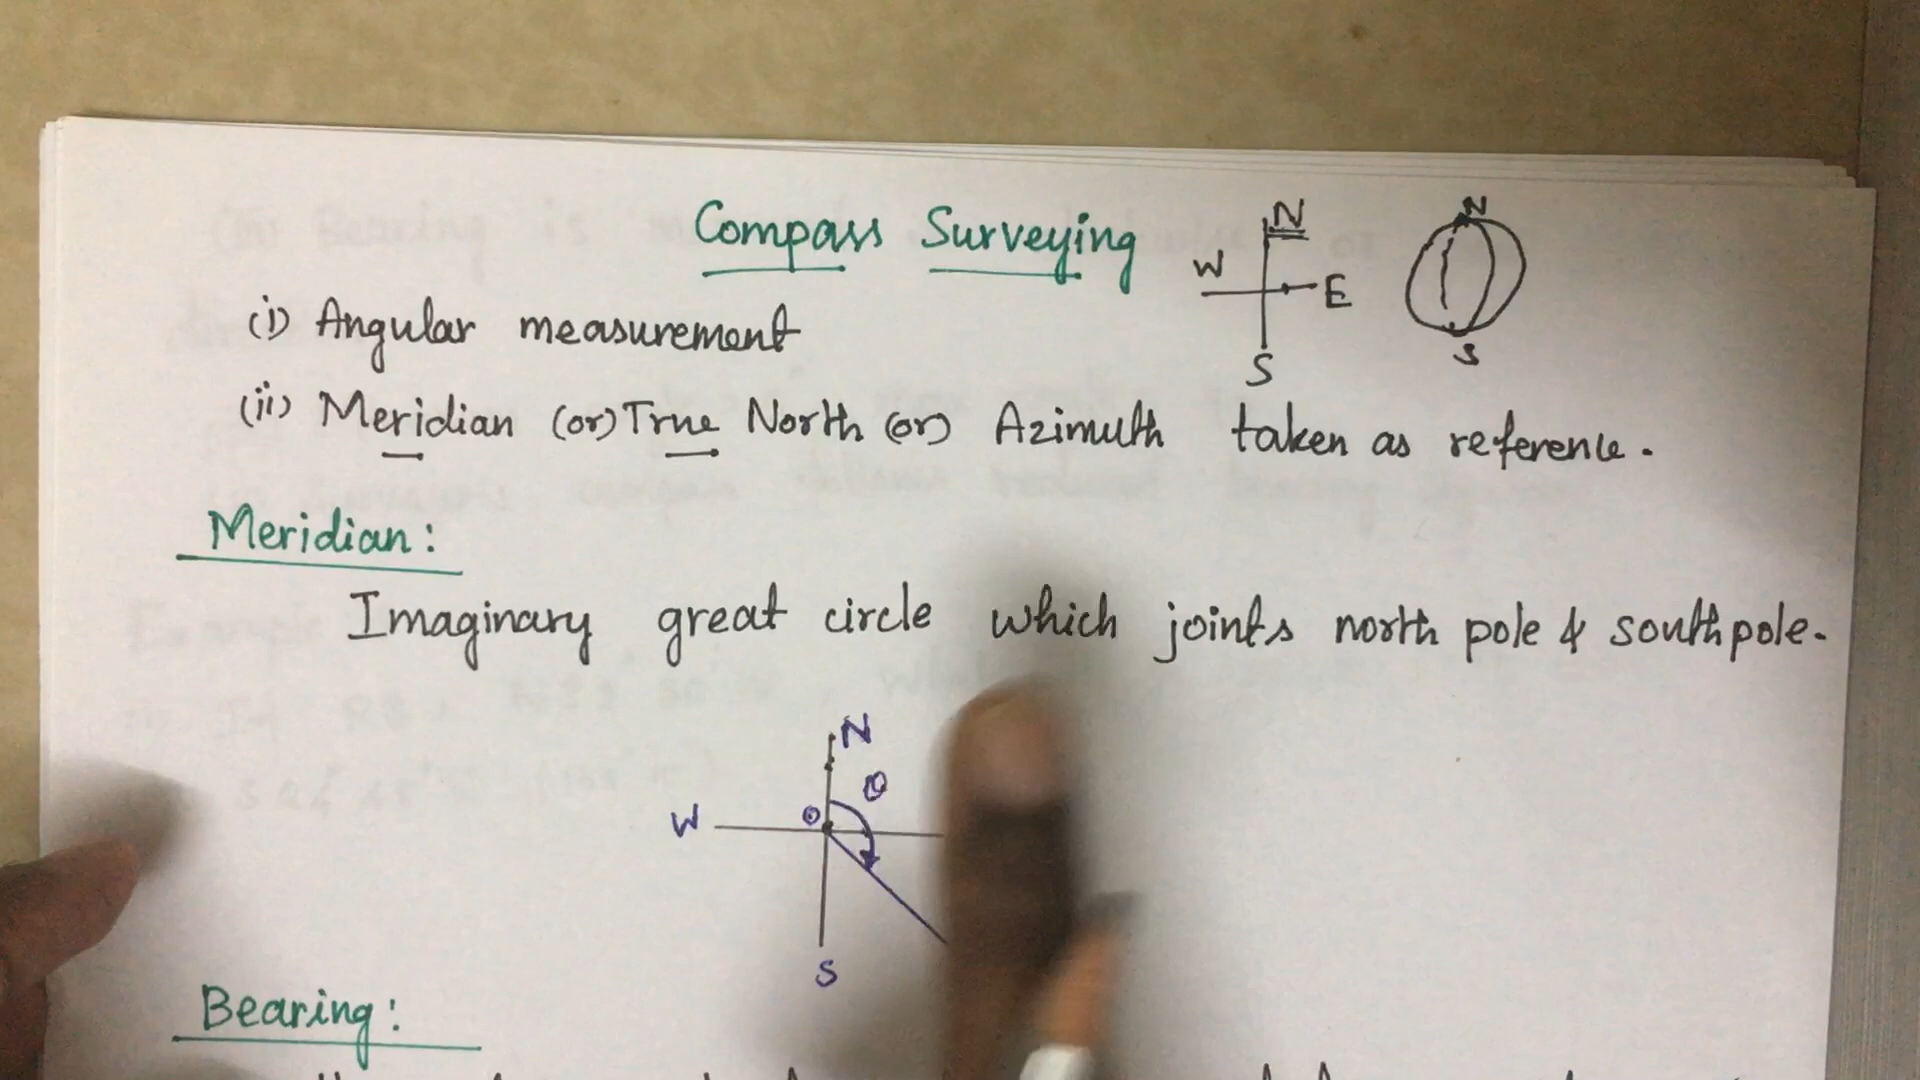 Compass Surveying
N
W
E
S
N
S
(i) Angular measurement
(ii) Meridian (or) True North (or) Azimuth taken as reference.
Meridian:
Imaginary great circle which joints north pole & southpole.
N
θ
W
O
S
Bearing: